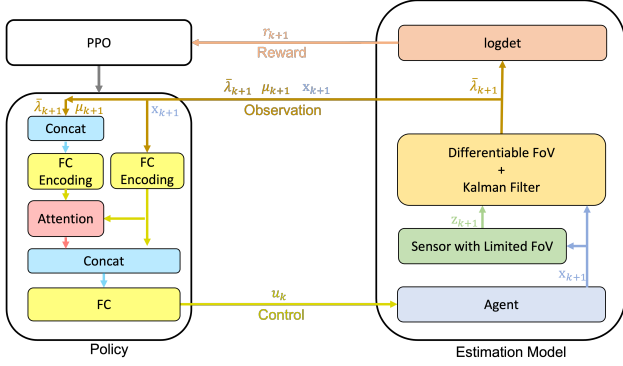 PPO
r_{k+1}
Reward
logdet
λ̄_{k+1}
λ̄_{k+1} μ_{k+1} x_{k+1}
Observation
λ̄_{k+1} μ_{k+1}
x_{k+1}
Concat
FC
Encoding
FC
Encoding
Attention
Concat
FC
Policy
u_k
Control
Differentiable FoV
+
Kalman Filter
z_{k+1}
Sensor with Limited FoV
x_{k+1}
Agent
Estimation Model